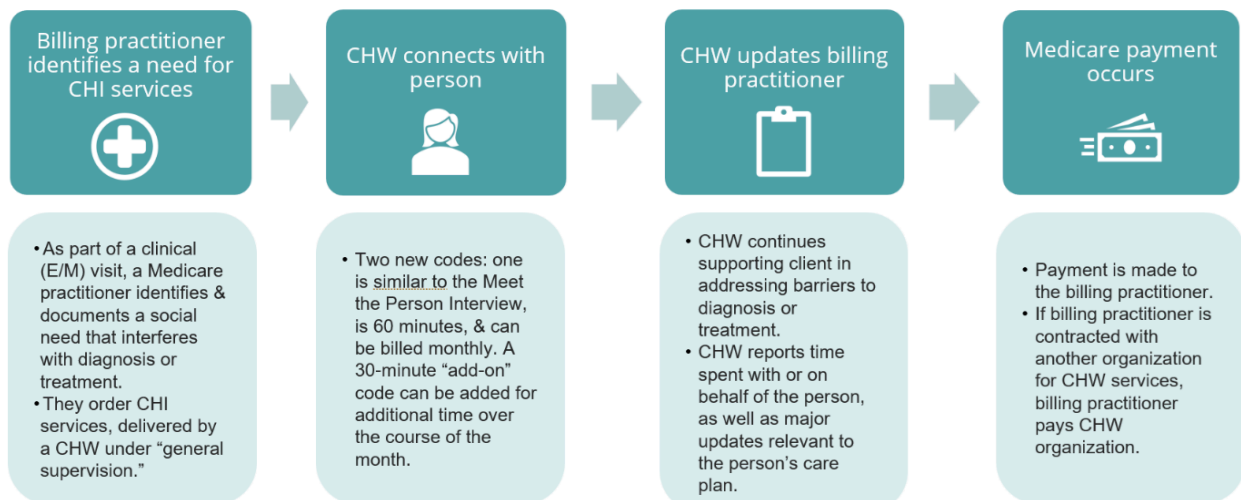 Billing practitioner
identifies a need for
CHI services
CHW connects with
person
CHW updates billing
practitioner
Medicare payment
occurs
• As part of a clinical
(E/M) visit, a Medicare
practitioner identifies &
documents a social
need that interferes
with diagnosis or
treatment.
• They order CHI
services, delivered by
a CHW under “general
supervision.”
• Two new codes: one
is similar to the Meet
the Person Interview,
is 60 minutes, & can
be billed monthly. A
30-minute “add-on”
code can be added for
additional time over
the course of the
month.
• CHW continues
supporting client in
addressing barriers to
diagnosis or
treatment.
• CHW reports time
spent with or on
behalf of the person,
as well as major
updates relevant to
the person’s care
plan.
• Payment is made to
the billing practitioner.
• If billing practitioner is
contracted with
another organization
for CHW services,
billing practitioner
pays CHW
organization.